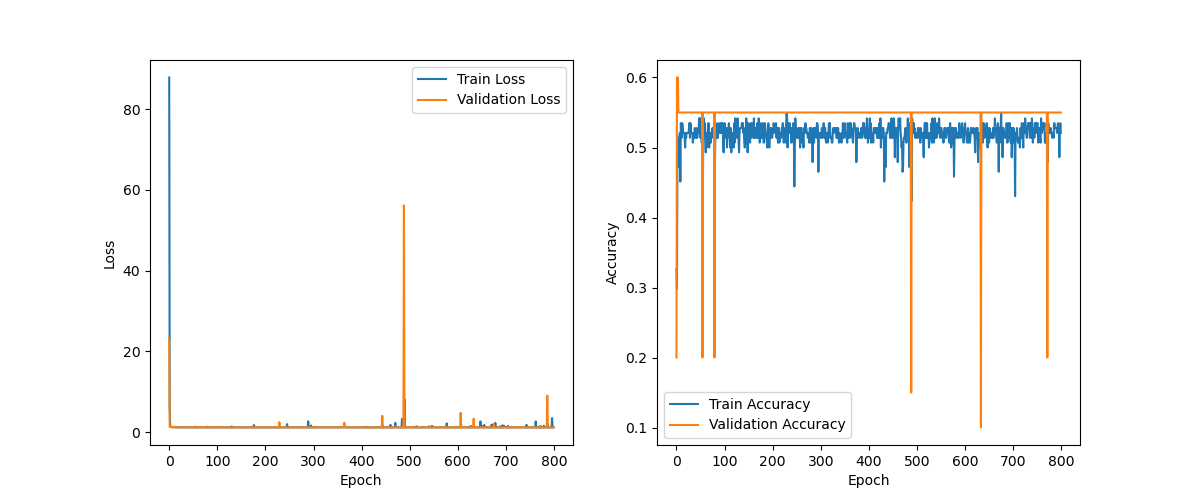 80
60
40
20
0
Loss
0 100 200 300 400 500 600 700 800
Epoch
Train Loss
Validation Loss
0.6
0.5
0.4
0.3
0.2
0.1
Accuracy
0 100 200 300 400 500 600 700 800
Epoch
Train Accuracy
Validation Accuracy